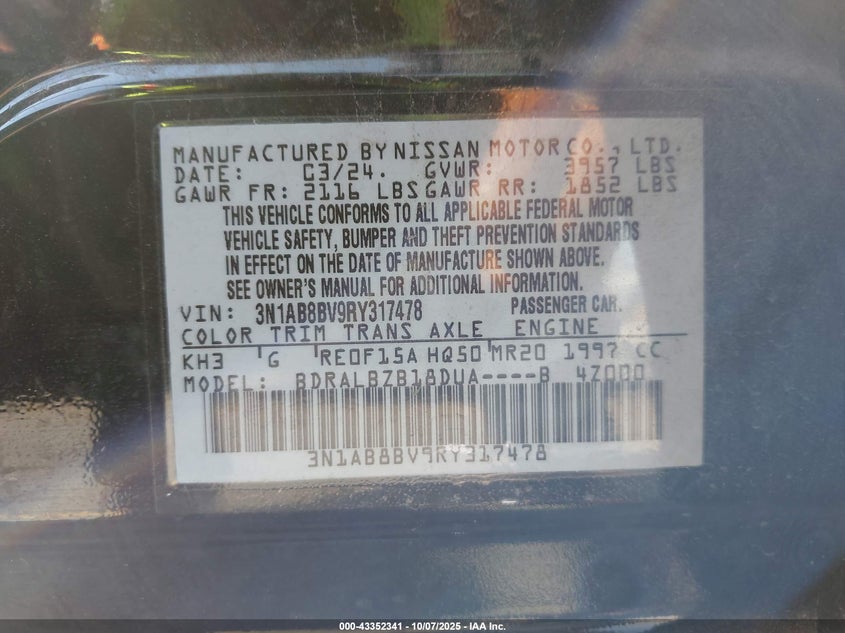 MANUFACTURED BY NISSAN MOTOR CO., LTD.
DATE: 03/24. GVWR: 3957 LBS
GAWR FR: 2116 LBS GAWR RR: 1852 LBS
THIS VEHICLE CONFORMS TO ALL APPLICABLE FEDERAL MOTOR
VEHICLE SAFETY, BUMPER AND THEFT PREVENTION STANDARDS
IN EFFECT ON THE DATE OF MANUFACTURE SHOWN ABOVE.
SEE OWNER'S MANUAL FOR ADDITIONAL INFORMATION.
VIN: 3N1AB8BV9RY317478 PASSENGER CAR.
COLOR TRIM TRANS AXLE ENGINE
KH3 G RE0F15A HQ50 MR20 1997 CC
MODEL: BDRALBZB18DUA----B
3N1AB8BV9RY317478
000-43352341 - 10/07/2025 - IAA Inc.